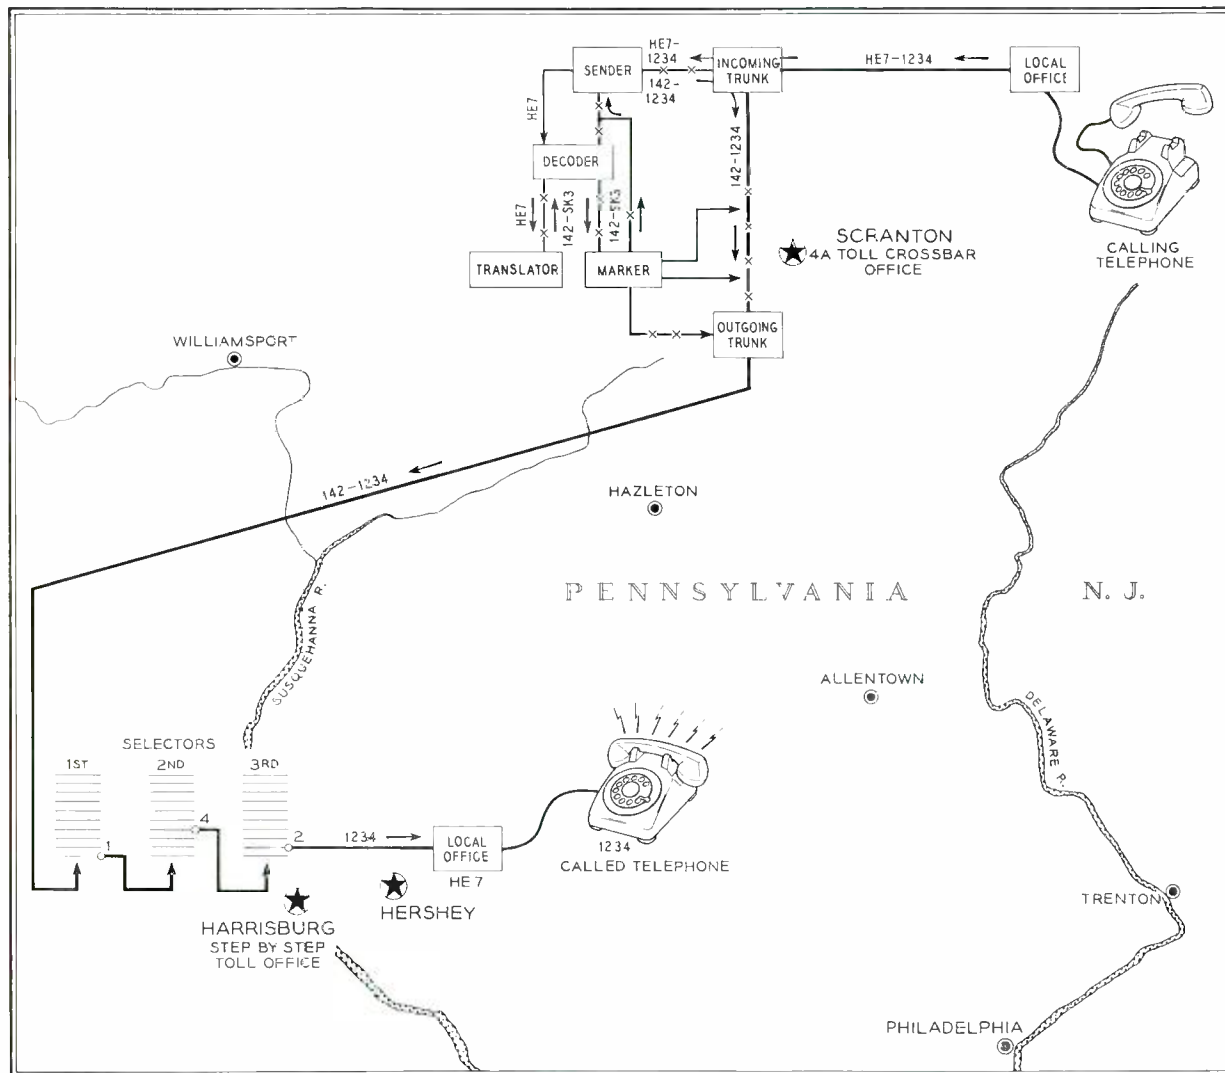 HE7-
1234
SENDER
142-
1234
INCOMING
TRUNK
HE7-1234
LOCAL
OFFICE
HE7
DECODER
142-1234
HE7
142-SK3
142-SK3
TRANSLATOR
MARKER
SCRANTON
4A TOLL CROSSBAR
OFFICE
CALLING
TELEPHONE
OUTGOING
TRUNK
WILLIAMSPORT
142-1234
HAZLETON
PENNSYLVANIA
N. J.
SUSQUEHANNA R.
ALLENTOWN
DELAWARE R.
SELECTORS
1ST
2ND
3RD
1
4
2
1234
LOCAL
OFFICE
HE7
1234
CALLED TELEPHONE
HARRISBURG
STEP BY STEP
TOLL OFFICE
HERSHEY
TRENTON
PHILADELPHIA